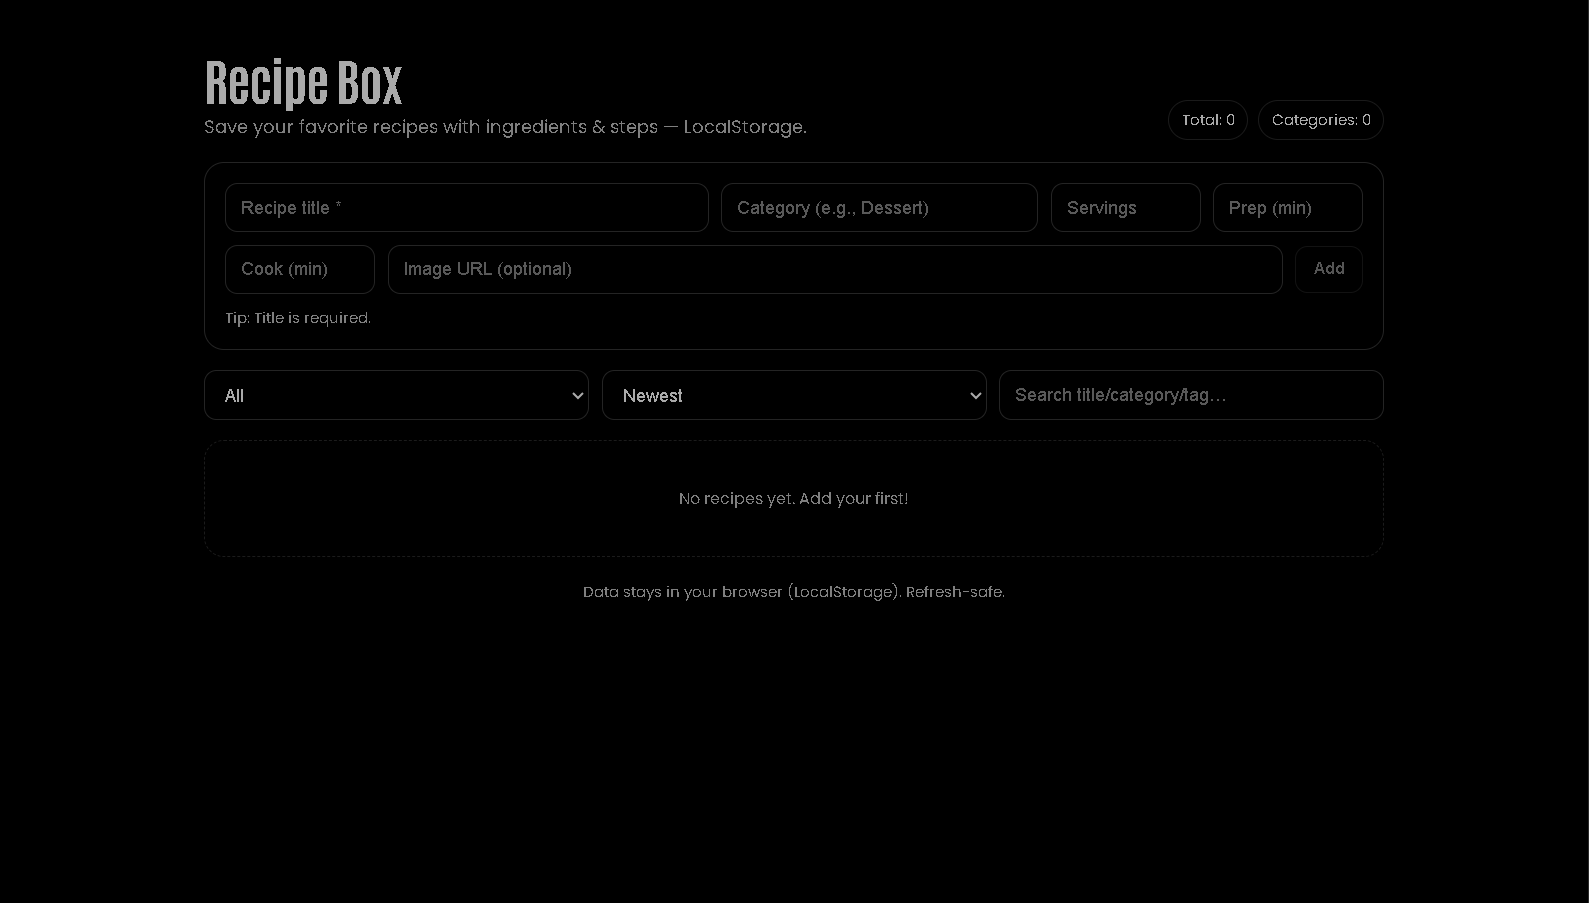 Recipe Box
Save your favorite recipes with ingredients & steps — LocalStorage.
Total: 0
Categories: 0
Recipe title *
Category (e.g., Dessert)
Servings
Prep (min)
Cook (min)
Image URL (optional)
Add
Tip: Title is required.
All
Newest
Search title/category/tag...
No recipes yet. Add your first!
Data stays in your browser (LocalStorage). Refresh-safe.